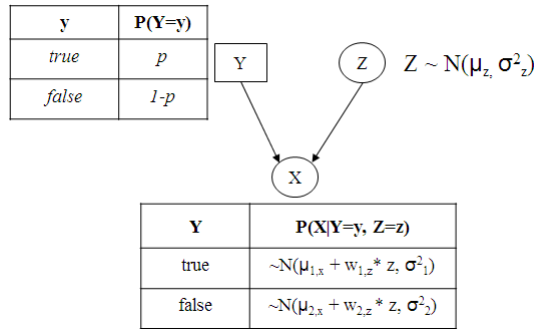 y P(Y=y)
true p
false 1-p
Y
Z
Z ~ N(μz, σ²z)
X
Y P(X|Y=y, Z=z)
true ~N(μ1,x + w1,z* z, σ²1)
false ~N(μ2,x + w2,z* z, σ²2)